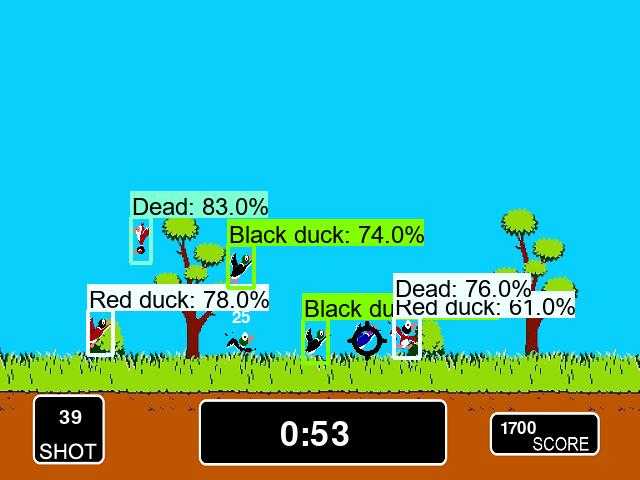 Dead: 83.0%
Black duck: 74.0%
Dead: 76.0%
Red duck: 78.0%
Black du
Red duck: 61.0%
25
39
SHOT
0:53
1700
SCORE